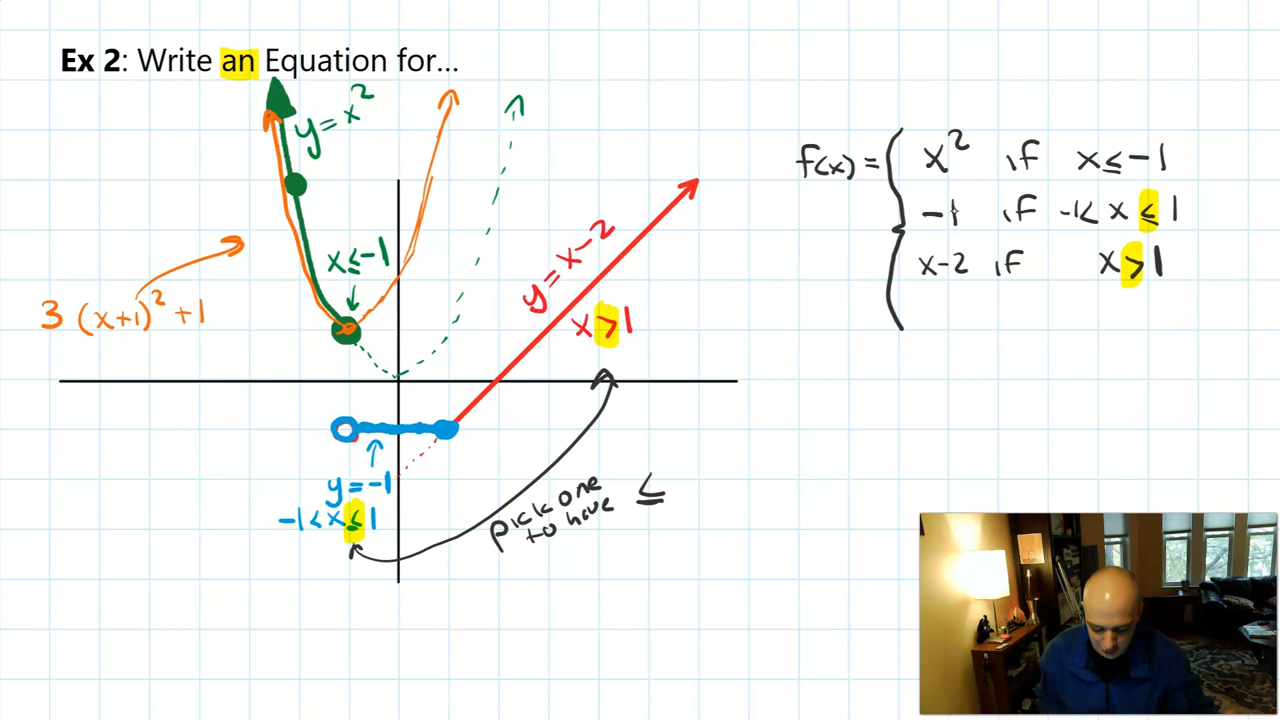 Ex 2: Write an Equation for...
y = x²
f(x) = { x² if x ≤ -1
-1 if -1 < x ≤ 1
x-2 if x > 1
x ≤ -1
y = x-2
3 (x+1)² + 1
x > 1
y = -1
-1 < x ≤ 1
pick one
to have ≤